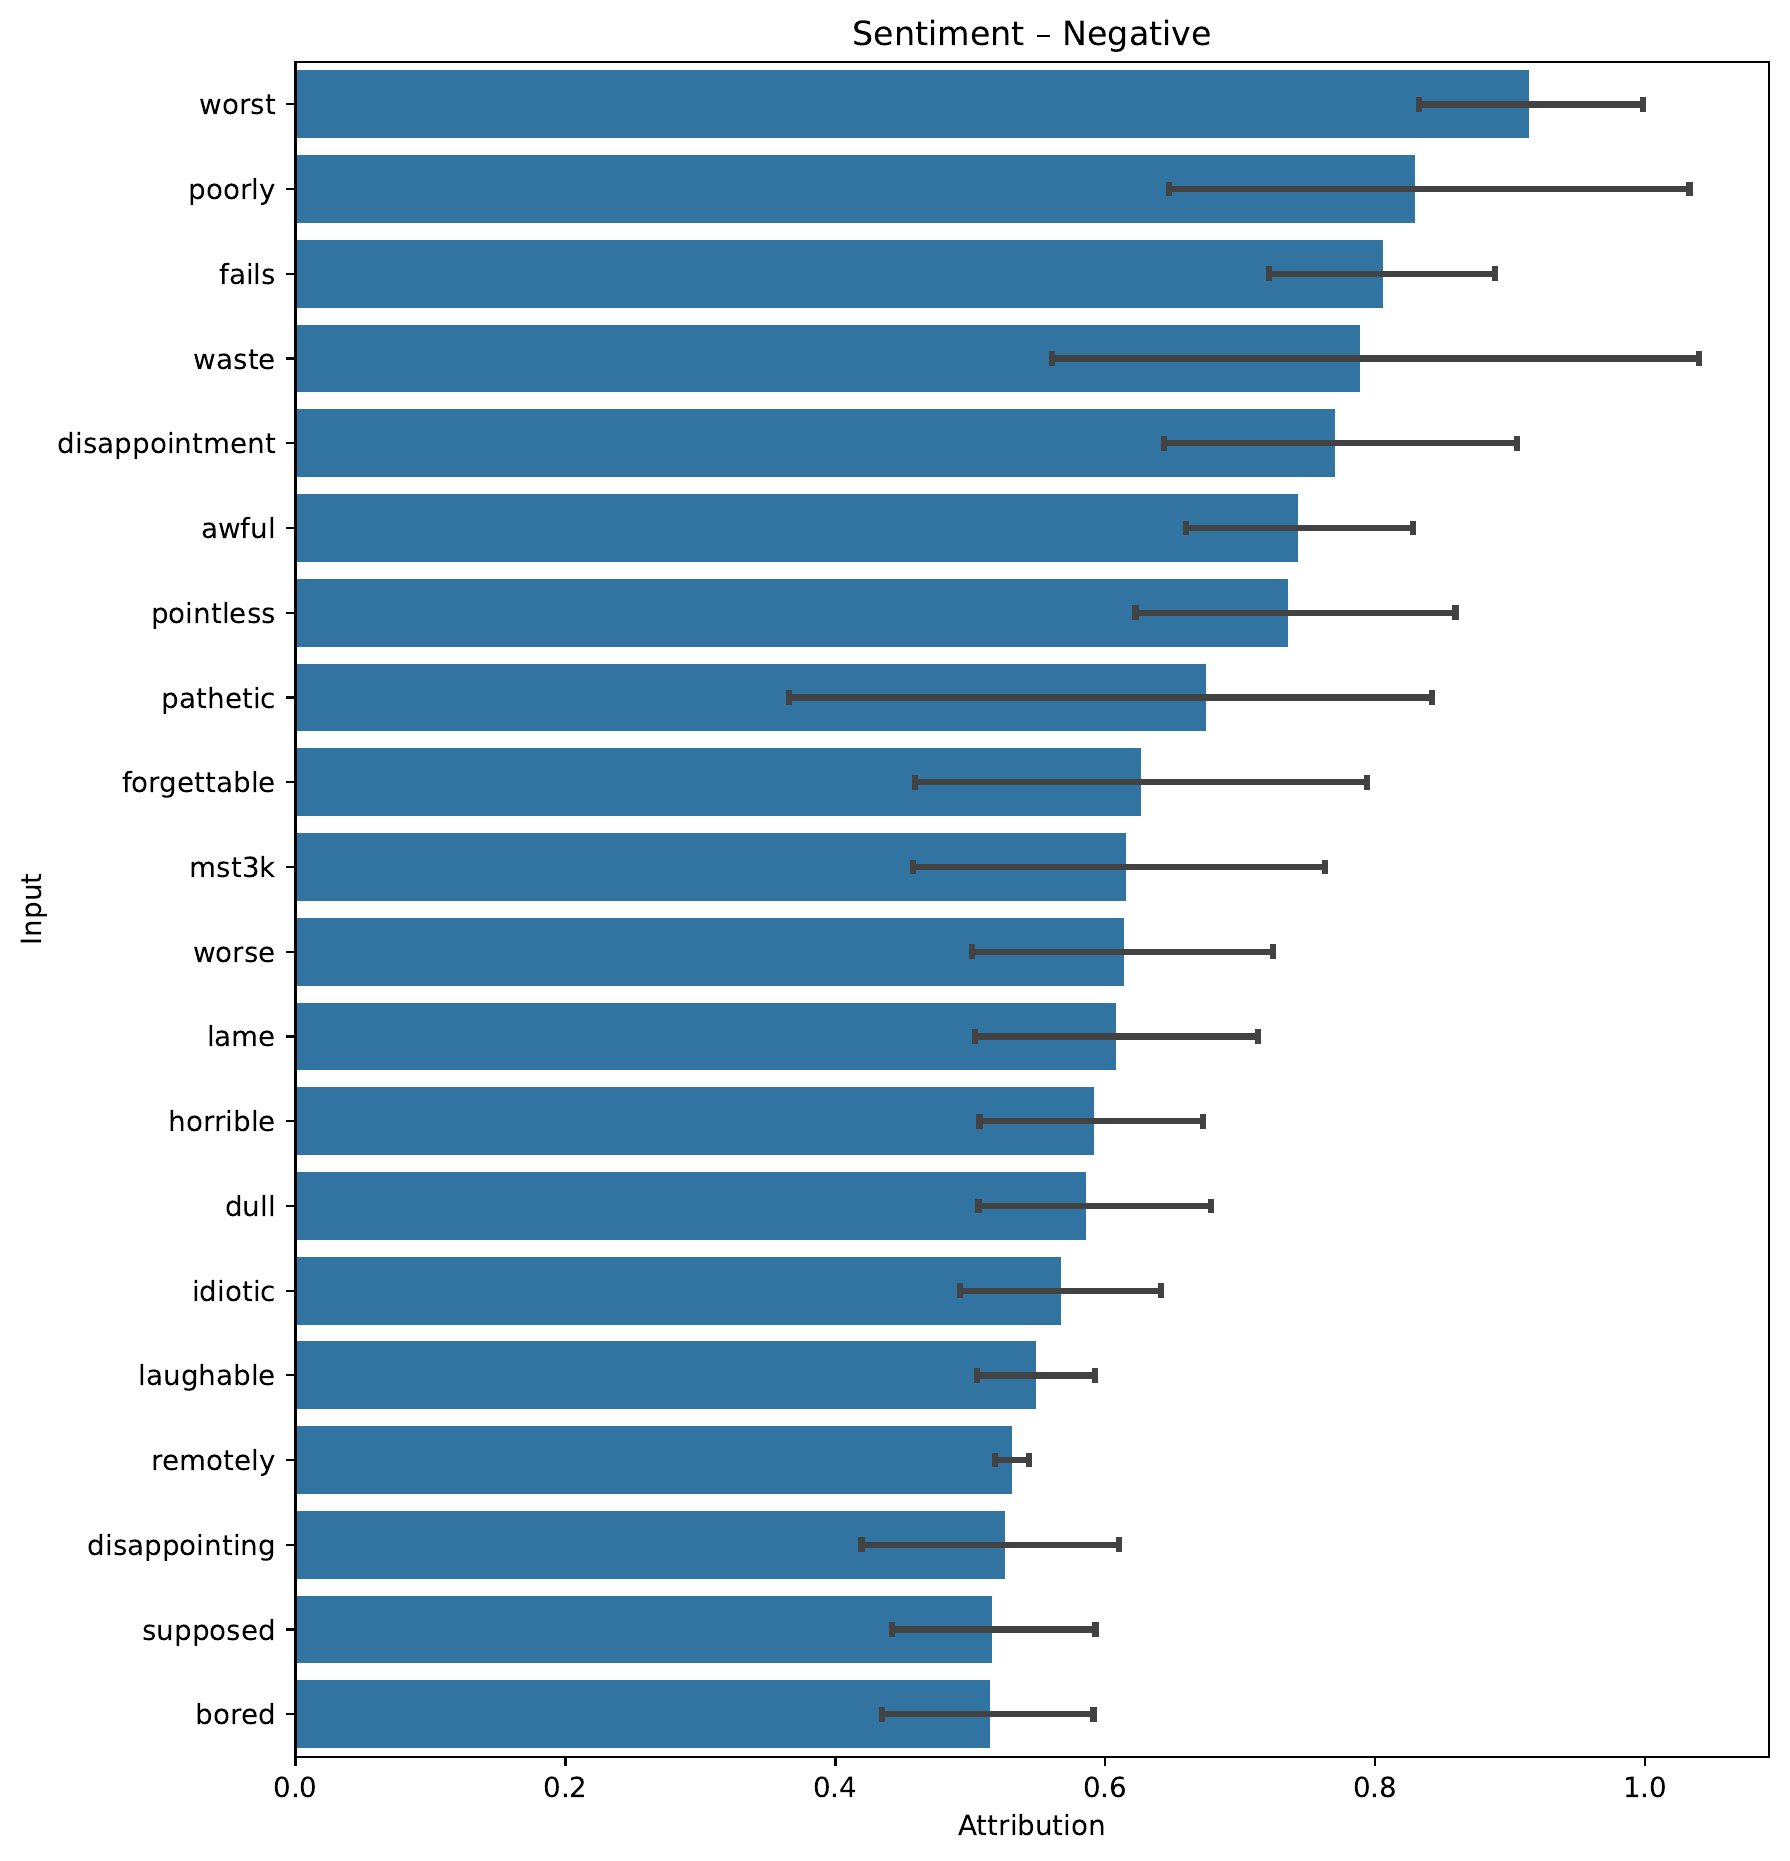 Sentiment – Negative
worst
poorly
fails
waste
disappointment
awful
pointless
pathetic
forgettable
mst3k
worse
lame
horrible
dull
idiotic
laughable
remotely
disappointing
supposed
bored
Input
0.0 0.2 0.4 0.6 0.8 1.0
Attribution